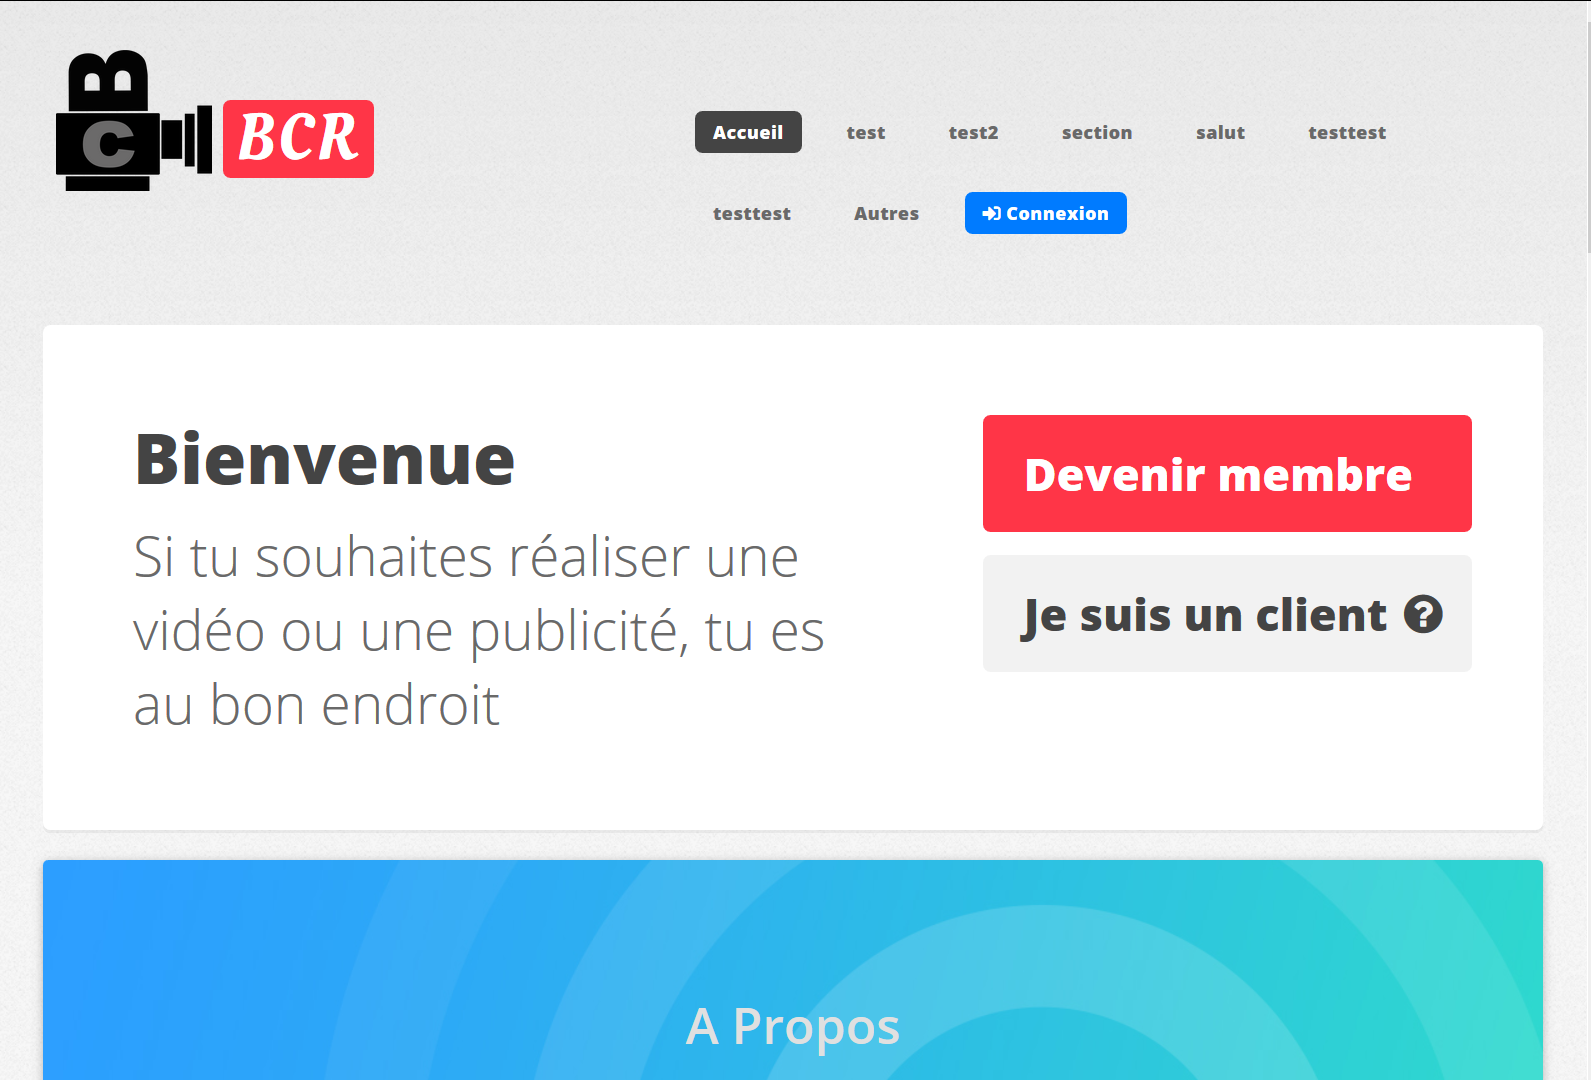 B
C
BCR
Accueil test test2 section salut testtest
testtest Autres Connexion
Bienvenue
Si tu souhaites réaliser une
vidéo ou une publicité, tu es
au bon endroit
Devenir membre
Je suis un client ?
A Propos